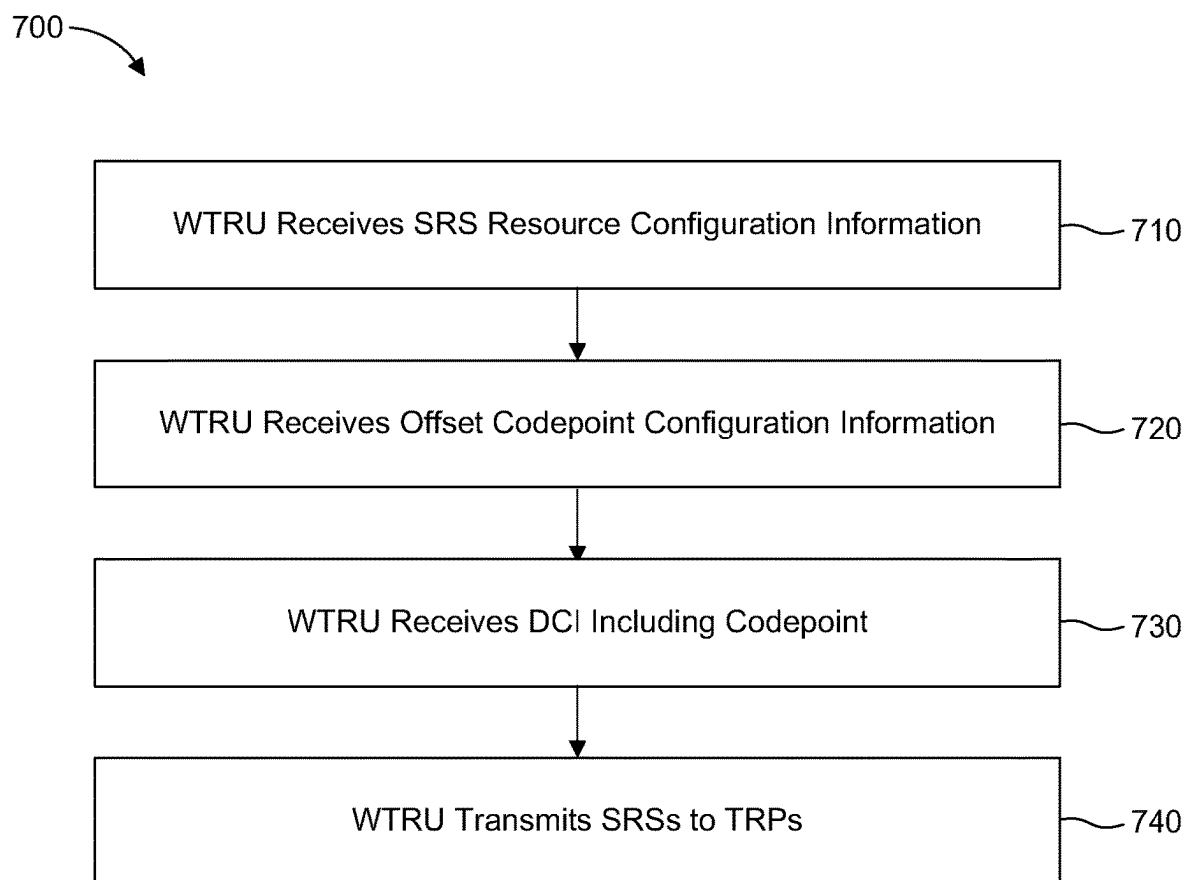 700
WTRU Receives SRS Resource Configuration Information
710
WTRU Receives Offset Codepoint Configuration Information
720
WTRU Receives DCI Including Codepoint
730
WTRU Transmits SRSs to TRPs
740